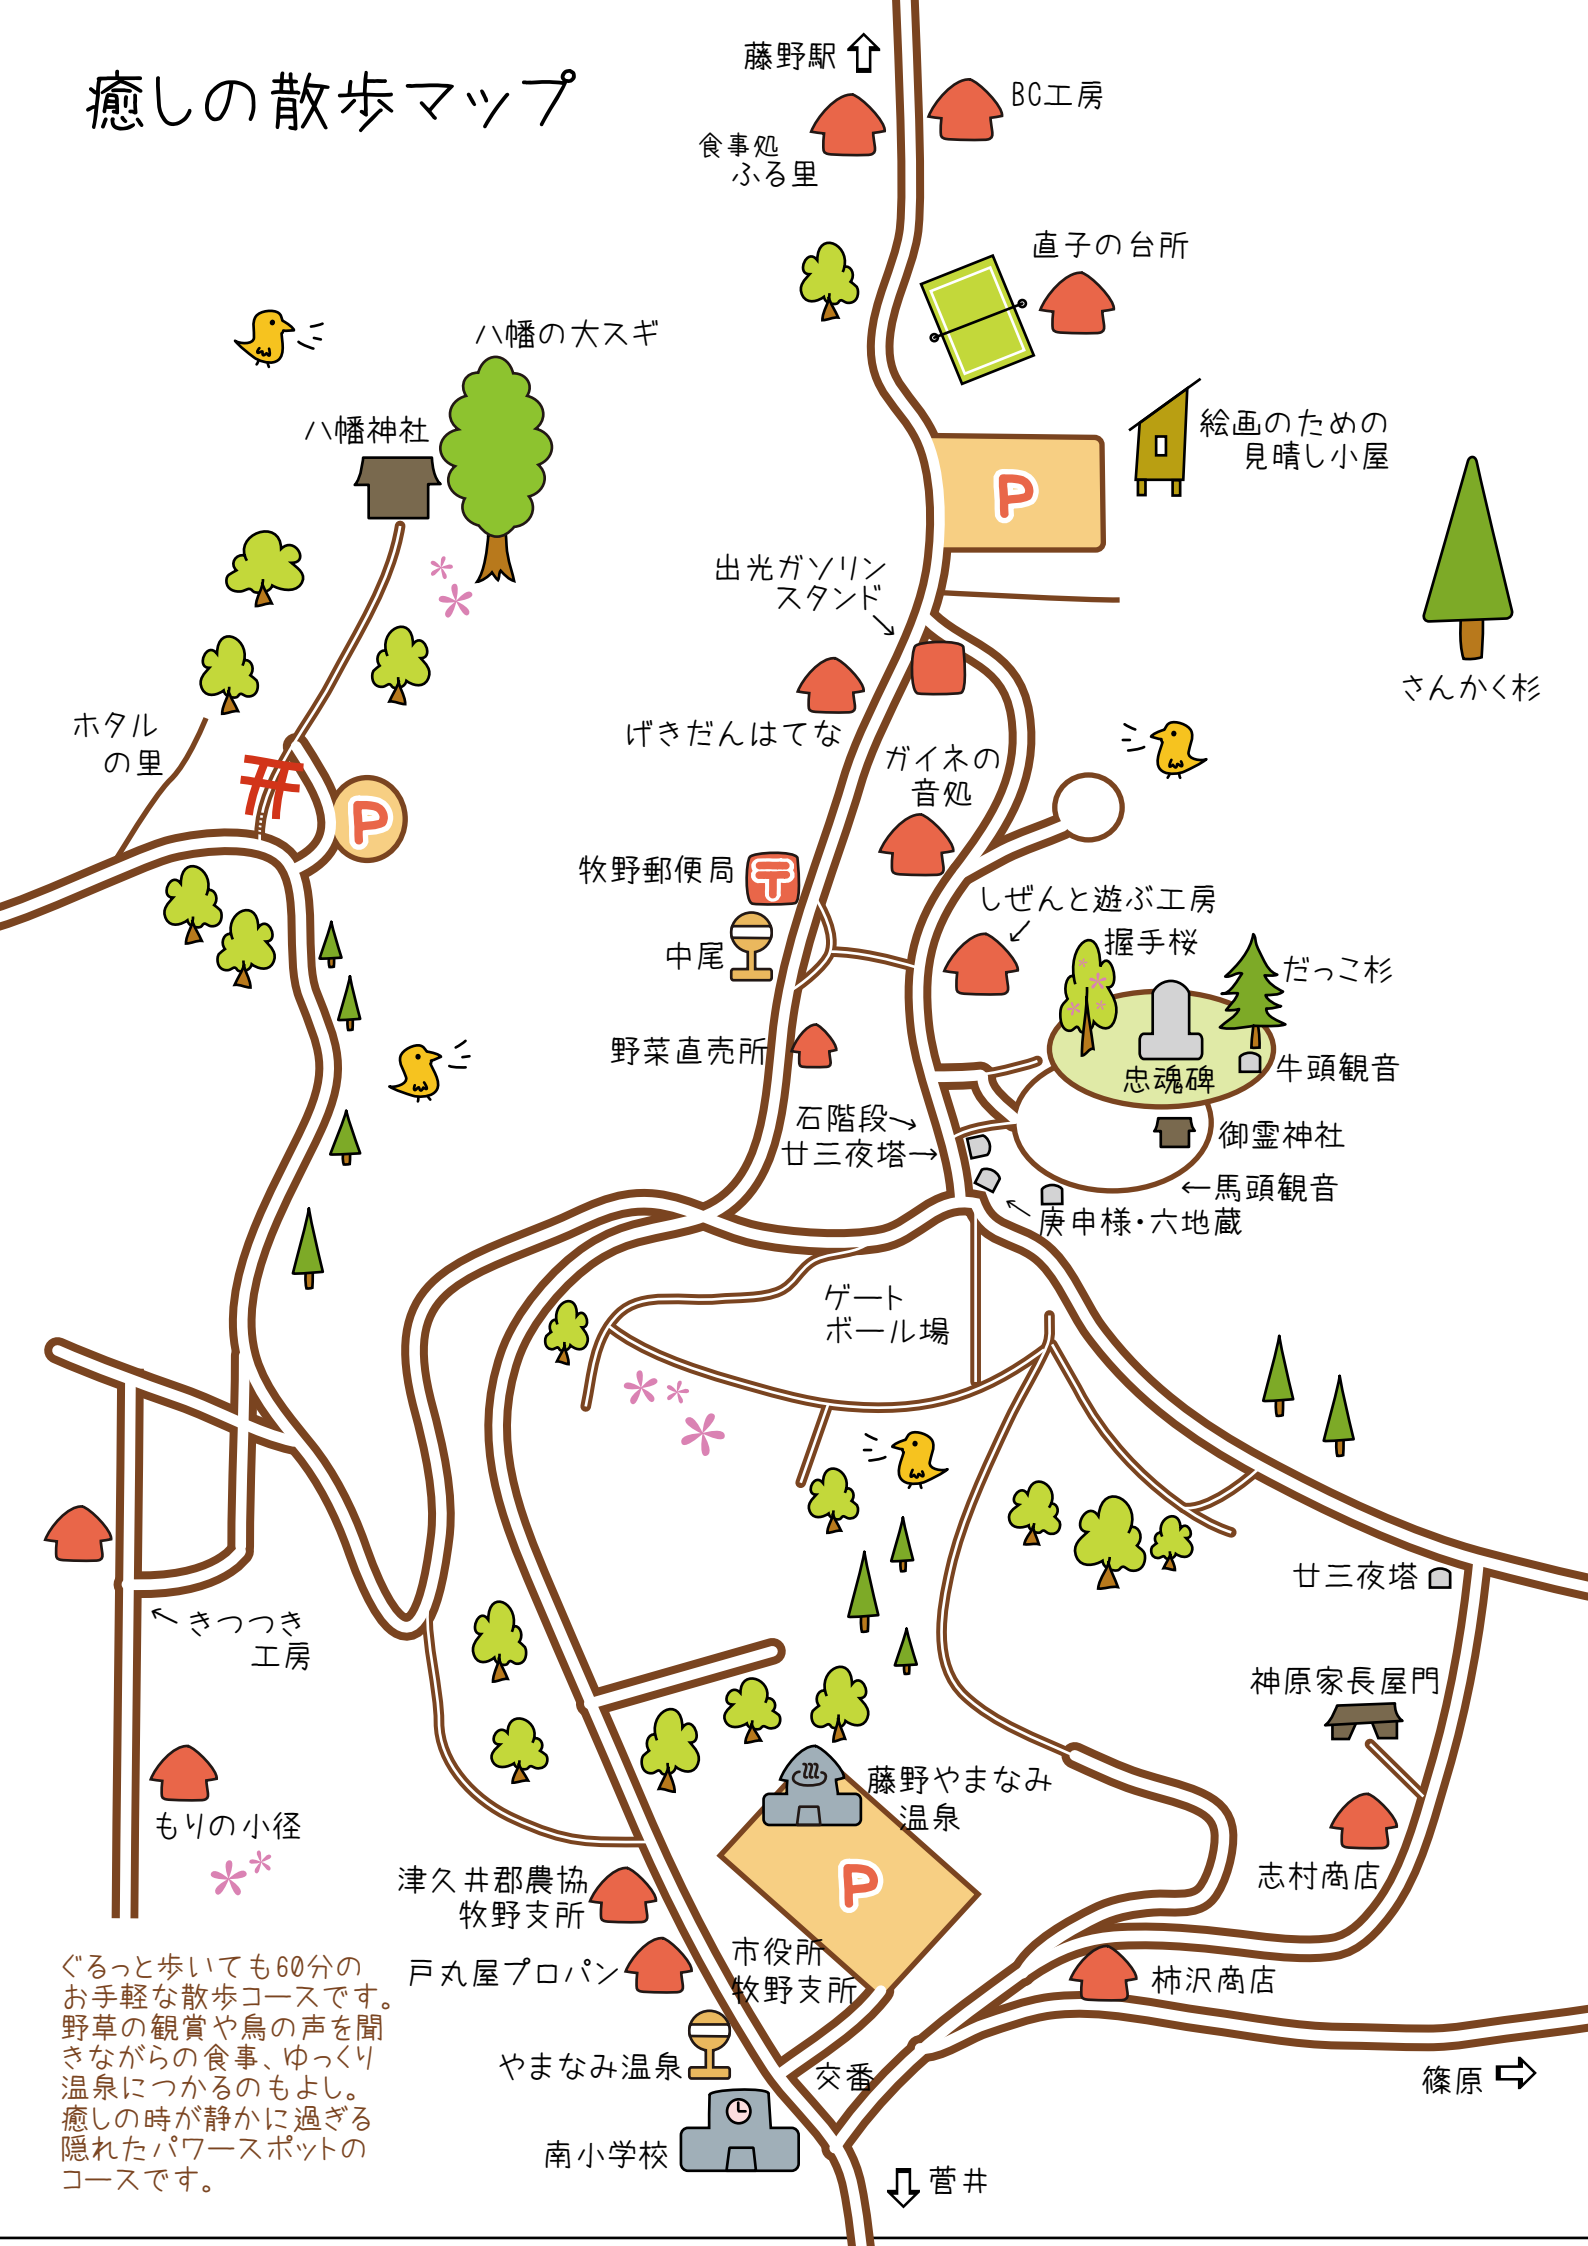 癒しの散歩マップ
藤野駅
BC工房
食事処
ふる里
直子の台所
八幡の大スギ
八幡神社
絵画のための
見晴し小屋
P
出光ガソリン
スタンド
さんかく杉
げきだんはてな
ホタル
の里
ガイネの
音処
P
牧野郵便局
〒
しぜんと遊ぶ工房
握手桜
中尾
だっこ杉
野菜直売所
忠魂碑
牛頭観音
石階段→
廿三夜塔→
御霊神社
←馬頭観音
庚申様・六地蔵
ゲート
ボール場
廿三夜塔
きつつき
工房
神原家長屋門
藤野やまなみ
温泉
もりの小径
P
志村商店
津久井郡農協
牧野支所
市役所
牧野支所
戸丸屋プロパン
柿沢商店
やまなみ温泉
交番
篠原
南小学校
菅井
ぐるっと歩いても60分の
お手軽な散歩コースです。
野草の観賞や鳥の声を聞
きながらの食事、ゆっくり
温泉につかるのもよし。
癒しの時が静かに過ぎる
隠れたパワースポットの
コースです。